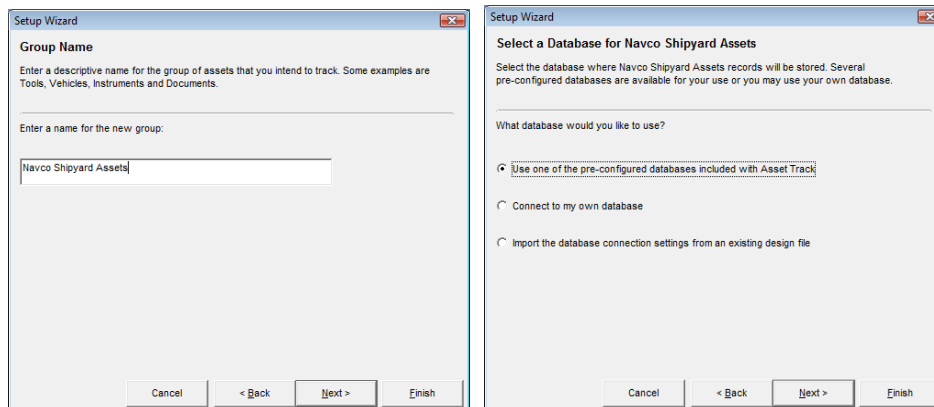 Setup Wizard
Group Name
Enter a descriptive name for the group of assets that you intend to track. Some examples are
Tools, Vehicles, Instruments and Documents.
Enter a name for the new group:
Navco Shipyard Assets
Cancel
< Back
Next >
Finish
Setup Wizard
Select a Database for Navco Shipyard Assets
Select the database where Navco Shipyard Assets records will be stored. Several
pre-configured databases are available for your use or you may use your own database.
What database would you like to use?
Use one of the pre-configured databases included with Asset Track
Connect to my own database
Import the database connection settings from an existing design file
Cancel
< Back
Next >
Finish